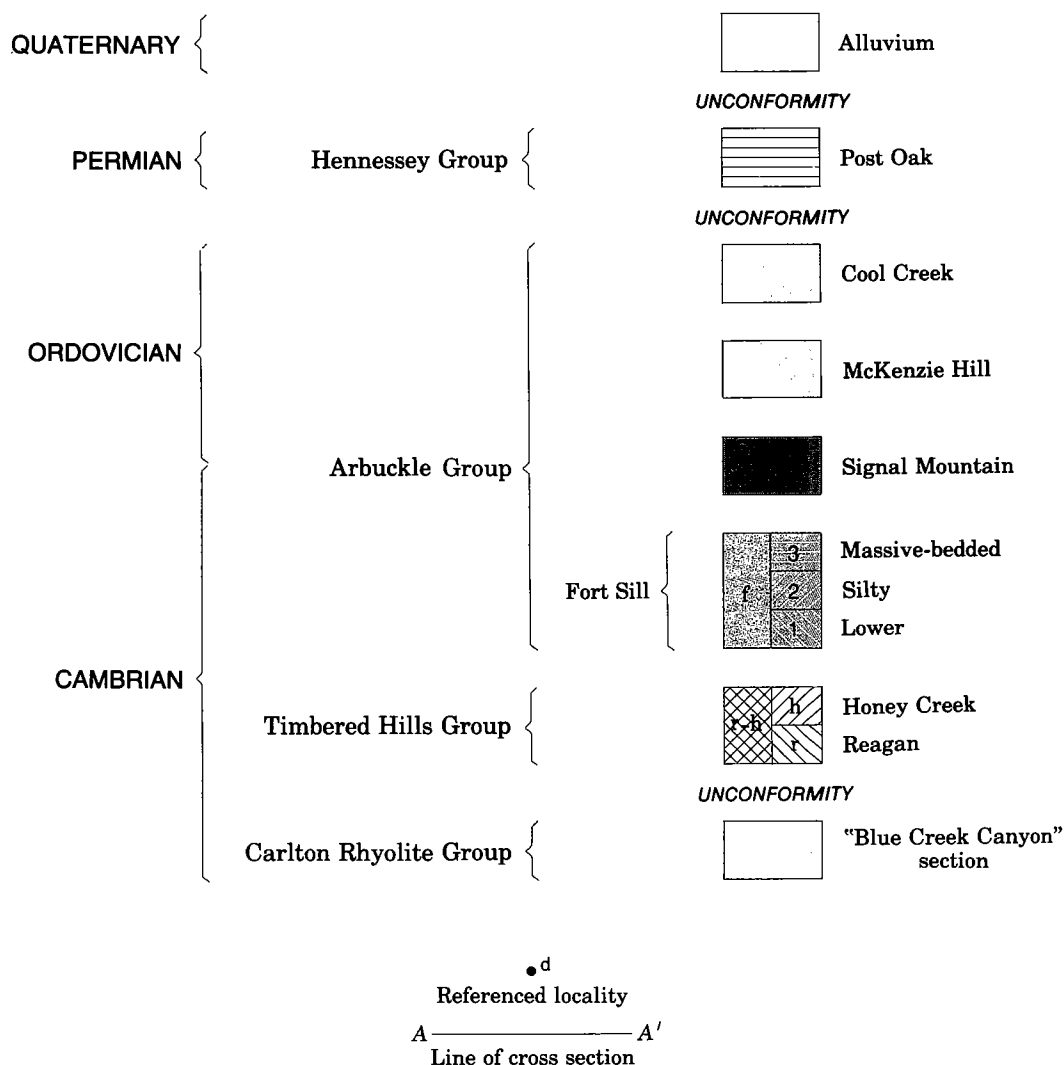 QUATERNARY
Alluvium
UNCONFORMITY
PERMIAN
Hennessey Group
Post Oak
UNCONFORMITY
Cool Creek
ORDOVICIAN
McKenzie Hill
Arbuckle Group
Signal Mountain
Fort Sill
f
3
Massive-bedded
2
Silty
1
Lower
CAMBRIAN
Timbered Hills Group
r-h
h
Honey Creek
r
Reagan
UNCONFORMITY
Carlton Rhyolite Group
"Blue Creek Canyon"
section
d
Referenced locality
A A'
Line of cross section